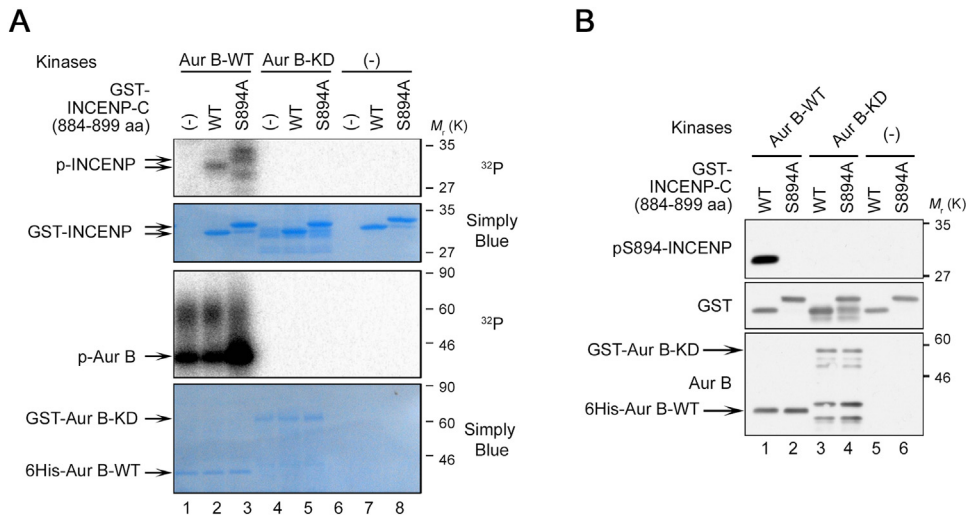 A
Kinases
Aur B-WT
Aur B-KD
(-)
GST-
INCENP-C
(884-899 aa)
(-)
WT
S894A
(-)
WT
S894A
(-)
WT
S894A
Mr (K)
p-INCENP
35
27
32P
GST-INCENP
35
27
Simply
Blue
p-Aur B
90
60
46
32P
GST-Aur B-KD
6His-Aur B-WT
90
60
46
Simply
Blue
1 2 3 4 5 6 7 8
B
Kinases
Aur B-WT
Aur B-KD
(-)
GST-
INCENP-C
(884-899 aa)
WT
S894A
WT
S894A
WT
S894A
Mr (K)
pS894-INCENP
35
27
GST
GST-Aur B-KD
Aur B
6His-Aur B-WT
60
46
1 2 3 4 5 6